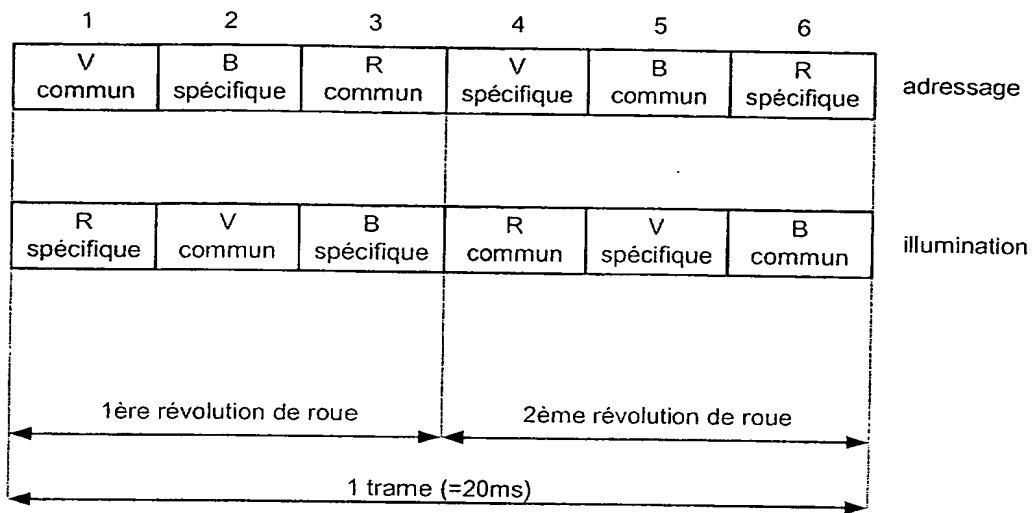 1 2 3 4 5 6
V B R V B R
commun spécifique commun spécifique commun spécifique
adressage
R V B R V B
spécifique commun spécifique commun spécifique commun
illumination
1ère révolution de roue 2ème révolution de roue
1 trame (=20ms)